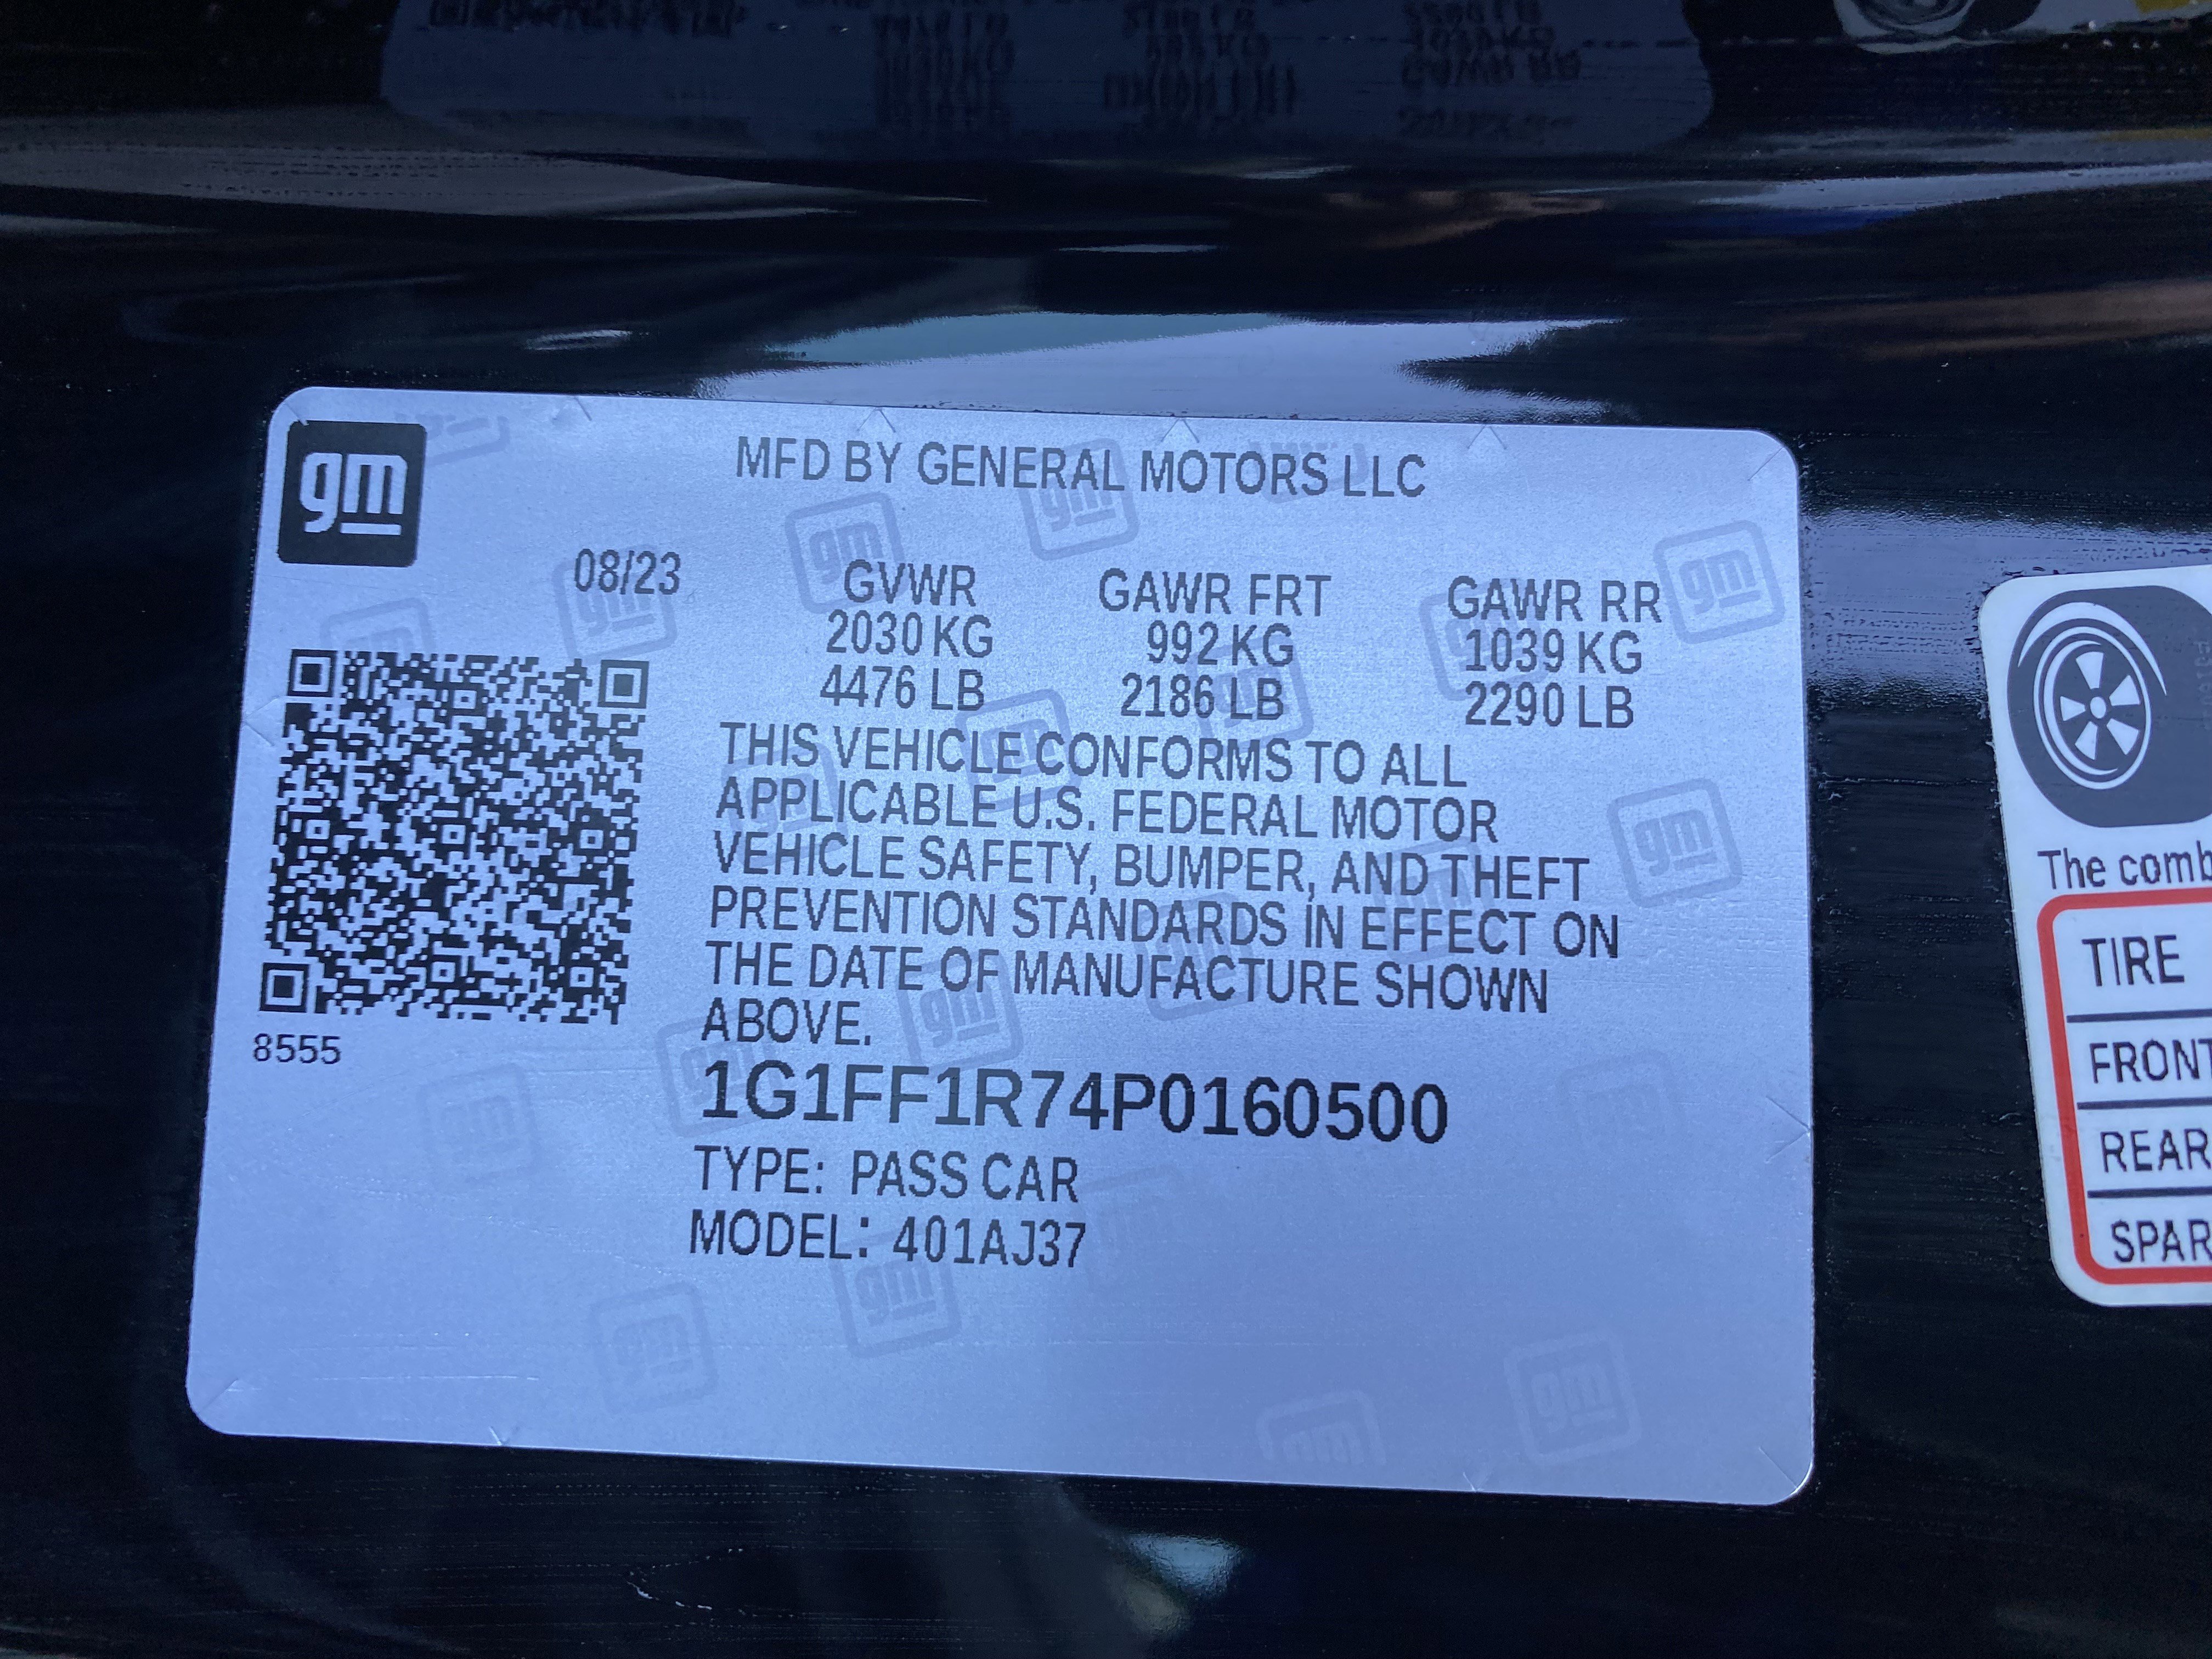 gm
MFD BY GENERAL MOTORS LLC
08/23
GVWR GAWR FRT GAWR RR
2030 KG 992 KG 1039 KG
4476 LB 2186 LB 2290 LB
THIS VEHICLE CONFORMS TO ALL
APPLICABLE U.S. FEDERAL MOTOR
VEHICLE SAFETY, BUMPER, AND THEFT
PREVENTION STANDARDS IN EFFECT ON
THE DATE OF MANUFACTURE SHOWN
ABOVE.
8555
1G1FF1R74P0160500
TYPE: PASS CAR
MODEL: 401AJ37
The comb
TIRE
FRONT
REAR
SPAR